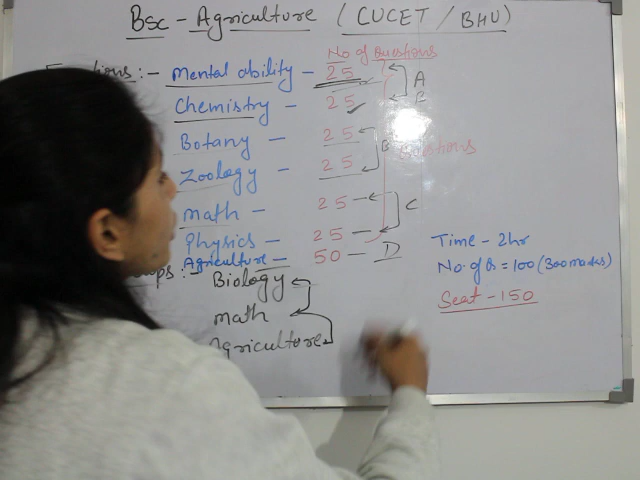 Bsc - Agriculture ( CUCET / BHU )
No of questions
:- Mental ability - 25 A
Chemistry - 25
Botany - 25 B Sections
Zoology - 25
Math - 25 C
Physics - 25
Agriculture - 50 - D
:- Biology
Math
Agriculture
Time - 2hr
No. of Q = 100 (300 marks)
Seat - 150